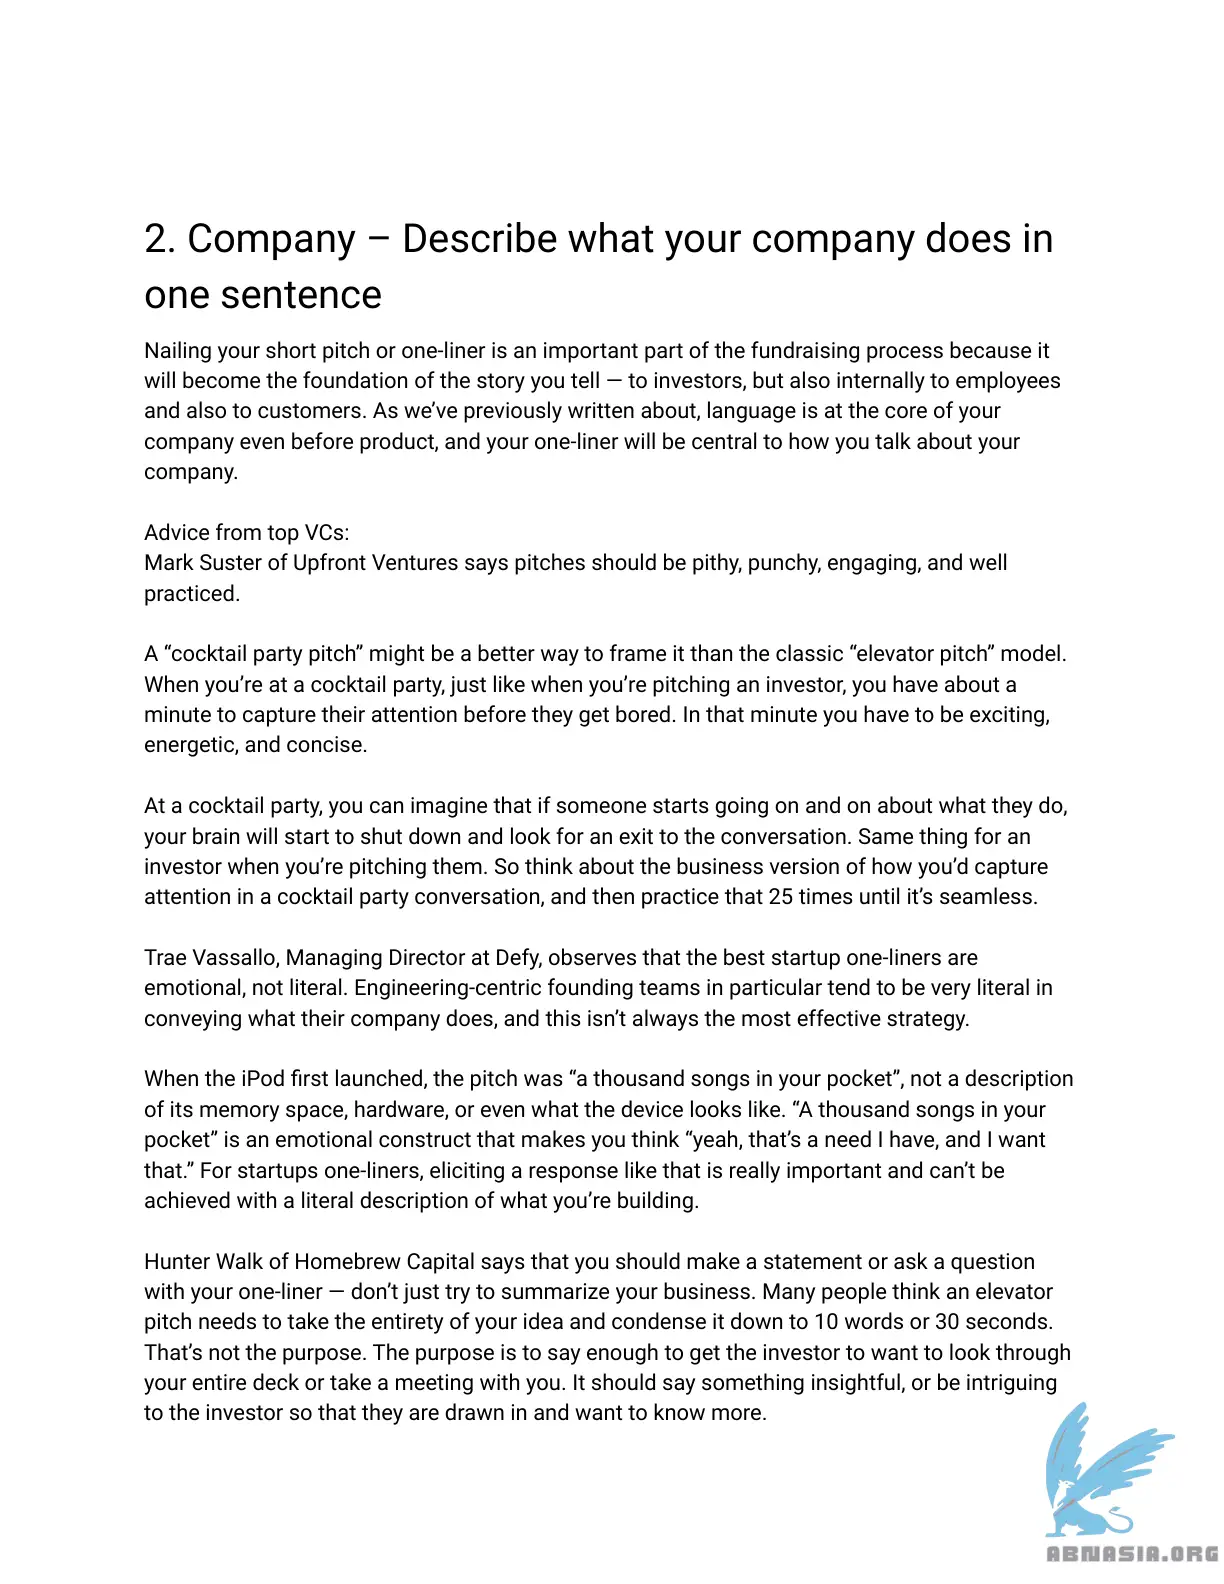 2. Company – Describe what your company does in
one sentence
Nailing your short pitch or one-liner is an important part of the fundraising process because it
will become the foundation of the story you tell — to investors, but also internally to employees
and also to customers. As we’ve previously written about, language is at the core of your
company even before product, and your one-liner will be central to how you talk about your
company.
Advice from top VCs:
Mark Suster of Upfront Ventures says pitches should be pithy, punchy, engaging, and well
practiced.
A “cocktail party pitch” might be a better way to frame it than the classic “elevator pitch” model.
When you’re at a cocktail party, just like when you’re pitching an investor, you have about a
minute to capture their attention before they get bored. In that minute you have to be exciting,
energetic, and concise.
At a cocktail party, you can imagine that if someone starts going on and on about what they do,
your brain will start to shut down and look for an exit to the conversation. Same thing for an
investor when you’re pitching them. So think about the business version of how you’d capture
attention in a cocktail party conversation, and then practice that 25 times until it’s seamless.
Trae Vassallo, Managing Director at Defy, observes that the best startup one-liners are
emotional, not literal. Engineering-centric founding teams in particular tend to be very literal in
conveying what their company does, and this isn’t always the most effective strategy.
When the iPod first launched, the pitch was “a thousand songs in your pocket”, not a description
of its memory space, hardware, or even what the device looks like. “A thousand songs in your
pocket” is an emotional construct that makes you think “yeah, that’s a need I have, and I want
that.” For startups one-liners, eliciting a response like that is really important and can’t be
achieved with a literal description of what you’re building.
Hunter Walk of Homebrew Capital says that you should make a statement or ask a question
with your one-liner — don’t just try to summarize your business. Many people think an elevator
pitch needs to take the entirety of your idea and condense it down to 10 words or 30 seconds.
That’s not the purpose. The purpose is to say enough to get the investor to want to look through
your entire deck or take a meeting with you. It should say something insightful, or be intriguing
to the investor so that they are drawn in and want to know more.
ABNASIA.ORG